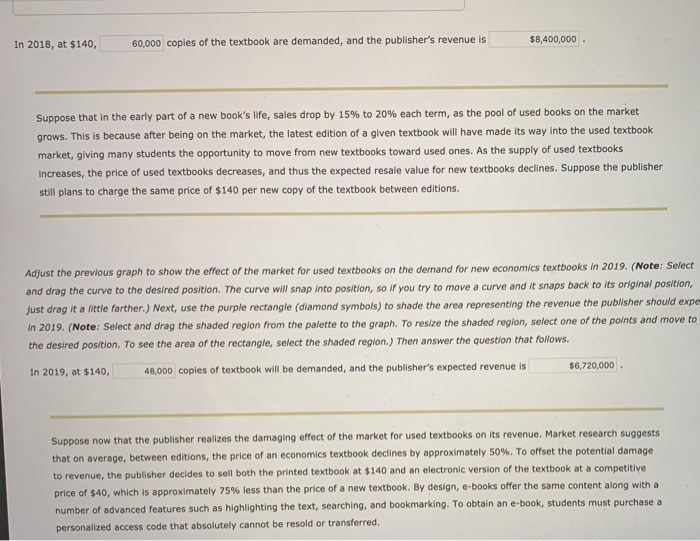 In 2018, at $140, 60,000 copies of the textbook are demanded, and the publisher's revenue is $8,400,000 .
Suppose that in the early part of a new book's life, sales drop by 15% to 20% each term, as the pool of used books on the market
grows. This is because after being on the market, the latest edition of a given textbook will have made its way into the used textbook
market, giving many students the opportunity to move from new textbooks toward used ones. As the supply of used textbooks
increases, the price of used textbooks decreases, and thus the expected resale value for new textbooks declines. Suppose the publisher
still plans to charge the same price of $140 per new copy of the textbook between editions.
Adjust the previous graph to show the effect of the market for used textbooks on the demand for new economics textbooks in 2019. (Note: Select
and drag the curve to the desired position. The curve will snap into position, so if you try to move a curve and it snaps back to its original position,
just drag it a little farther.) Next, use the purple rectangle (diamond symbols) to shade the area representing the revenue the publisher should expe
in 2019. (Note: Select and drag the shaded region from the palette to the graph. To resize the shaded region, select one of the points and move to
the desired position. To see the area of the rectangle, select the shaded region.) Then answer the question that follows.
In 2019, at $140, 48,000 copies of textbook will be demanded, and the publisher's expected revenue is $6,720,000 .
Suppose now that the publisher realizes the damaging effect of the market for used textbooks on its revenue. Market research suggests
that on average, between editions, the price of an economics textbook declines by approximately 50%. To offset the potential damage
to revenue, the publisher decides to sell both the printed textbook at $140 and an electronic version of the textbook at a competitive
price of $40, which is approximately 75% less than the price of a new textbook. By design, e-books offer the same content along with a
number of advanced features such as highlighting the text, searching, and bookmarking. To obtain an e-book, students must purchase a
personalized access code that absolutely cannot be resold or transferred.